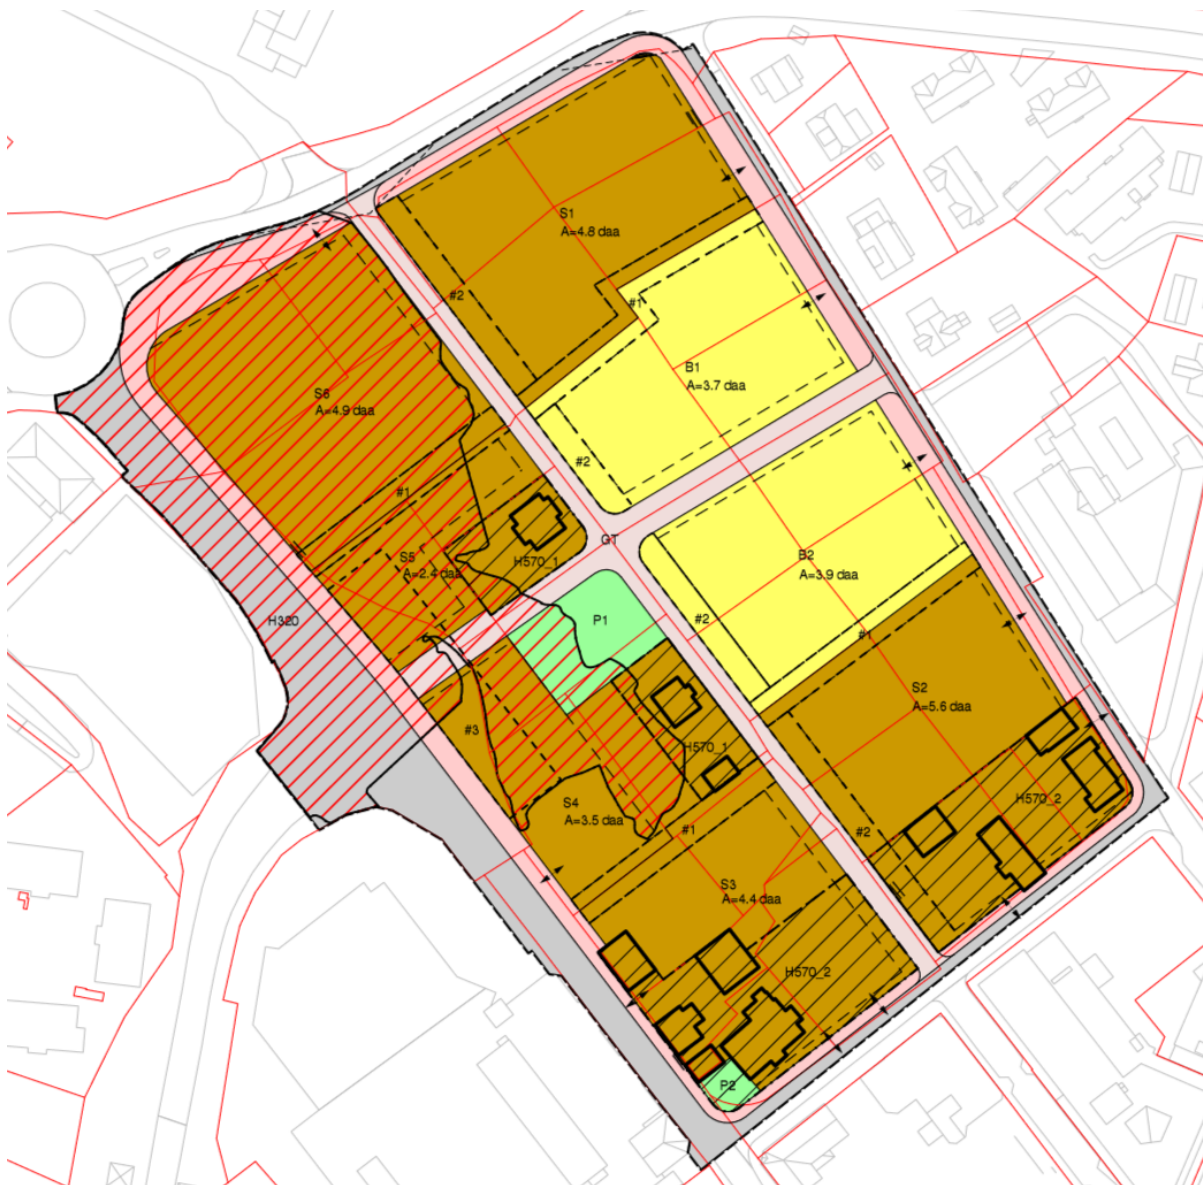 S1
A=4.8 daa
#2
#1
B1
A=3.7 daa
S6
A=4.9 daa
#2
#1
GT
S5
A=2.4 daa
H570_1
B2
A=3.9 daa
H320
P1
#2
#1
S2
A=5.6 daa
#3
H570_1
S4
A=3.5 daa
H570_2
#1
#2
S3
A=4.4 daa
H570_2
P2